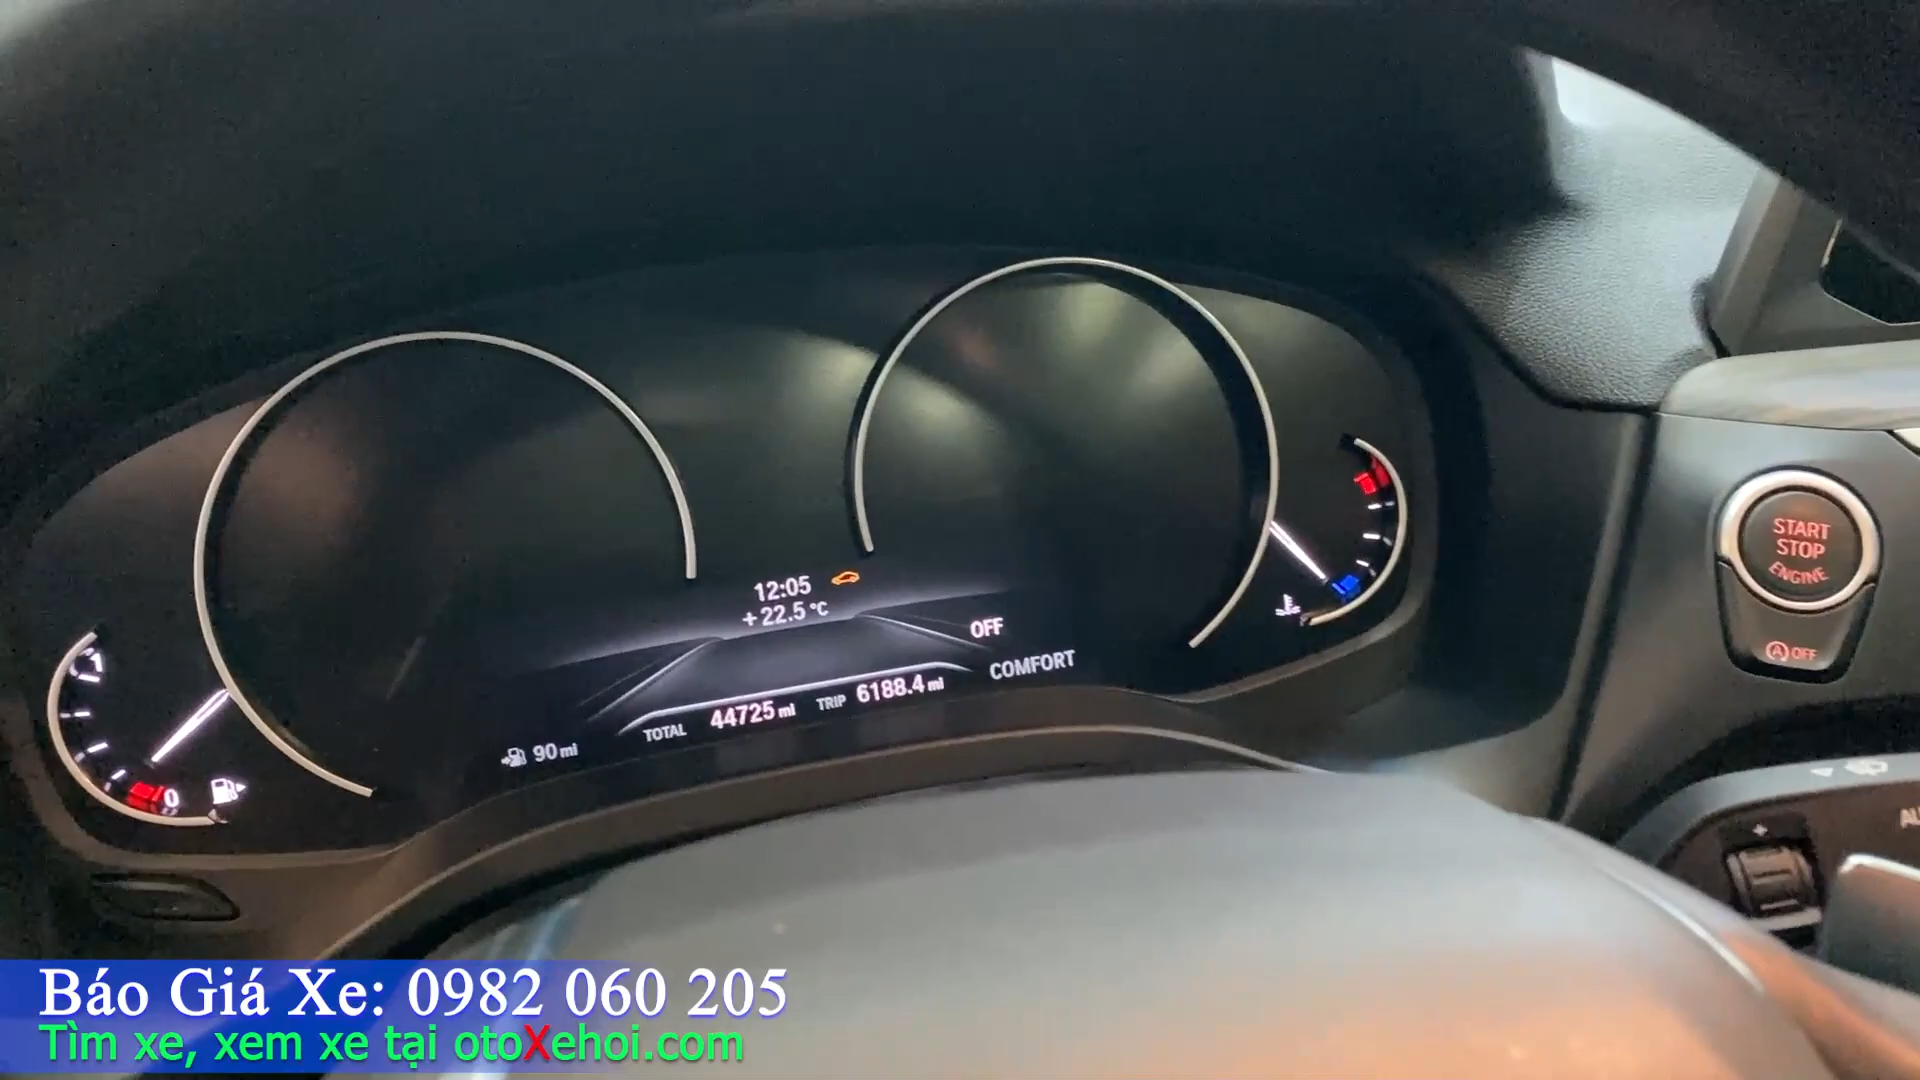 12:05
+22.5 °C
OFF
COMFORT
TOTAL 44725 mi TRIP 6188.4 mi
90 mi
0
START
STOP
ENGINE
A OFF
Báo Giá Xe: 0982 060 205
Tìm xe, xem xe tại otoXehoi.com